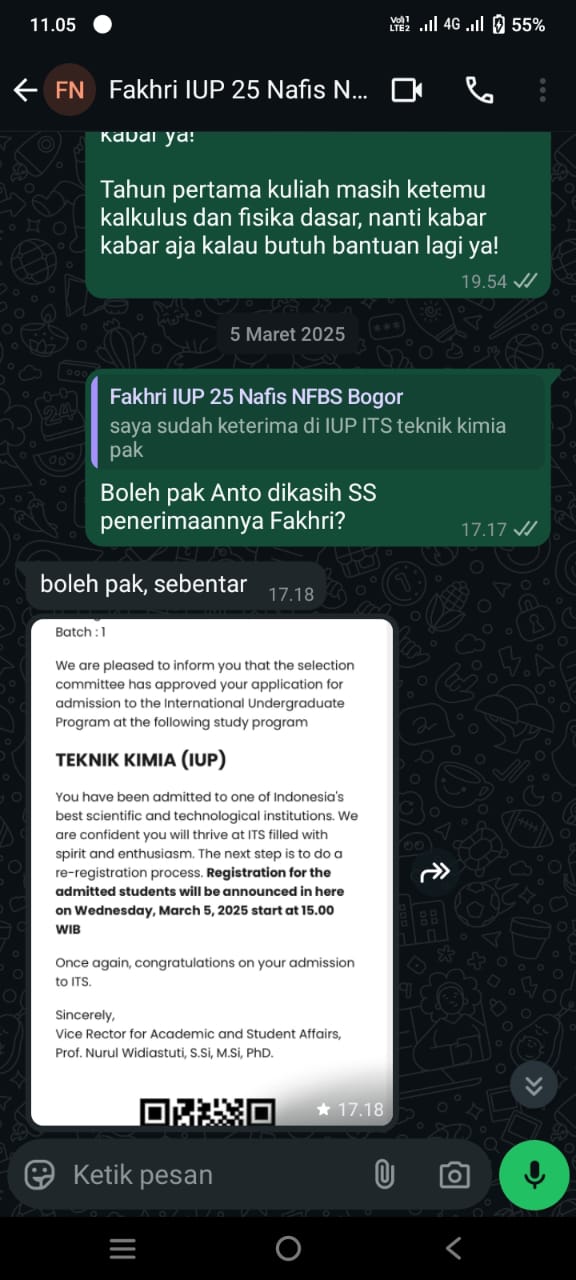 11.05
Vo))1
LTE2
4G
55%
FN
Fakhri IUP 25 Nafis N...
kabar ya!
Tahun pertama kuliah masih ketemu
kalkulus dan fisika dasar, nanti kabar
kabar aja kalau butuh bantuan lagi ya!
19.54
5 Maret 2025
Fakhri IUP 25 Nafis NFBS Bogor
saya sudah keterima di IUP ITS teknik kimia
pak
Boleh pak Anto dikasih SS
penerimaannya Fakhri?
17.17
boleh pak, sebentar
17.18
Batch : 1
We are pleased to inform you that the selection
committee has approved your application for
admission to the International Undergraduate
Program at the following study program
TEKNIK KIMIA (IUP)
You have been admitted to one of Indonesia's
best scientific and technological institutions. We
are confident you will thrive at ITS filled with
spirit and enthusiasm. The next step is to do a
re-registration process. Registration for the
admitted students will be announced in here
on Wednesday, March 5, 2025 start at 15.00
WIB
Once again, congratulations on your admission
to ITS.
Sincerely,
Vice Rector for Academic and Student Affairs,
Prof. Nurul Widiastuti, S.Si, M.Si, PhD.
17.18
Ketik pesan